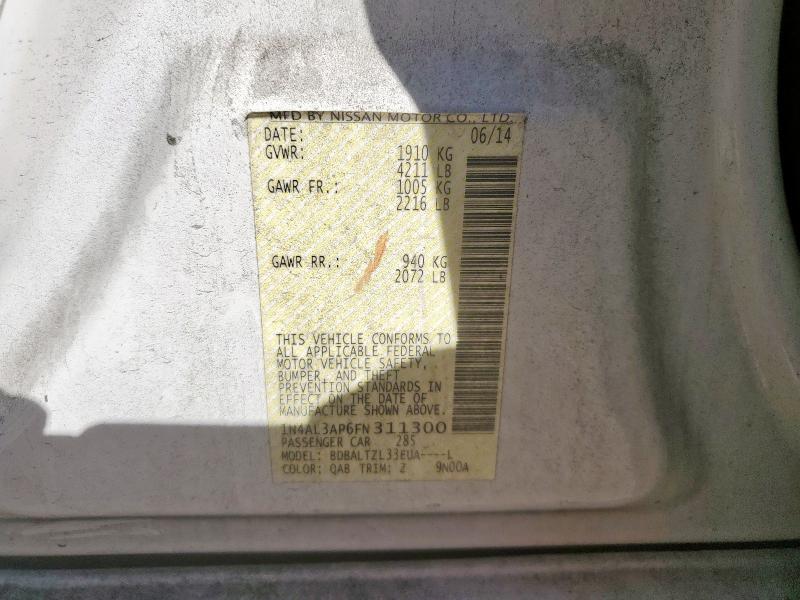 MFD BY NISSAN MOTOR CO., LTD.
DATE: 06/14
GVWR: 1910 KG
4211 LB
GAWR FR.: 1005 KG
2216 LB
GAWR RR.: 940 KG
2072 LB
THIS VEHICLE CONFORMS TO
ALL APPLICABLE FEDERAL
MOTOR VEHICLE SAFETY,
BUMPER, AND THEFT
PREVENTION STANDARDS IN
EFFECT ON THE DATE OF
MANUFACTURE SHOWN ABOVE.
1N4AL3AP6FN311300
PASSENGER CAR 285
MODEL: BDBALTZL33EUA----L
COLOR: QAB TRIM: 2 9N00A